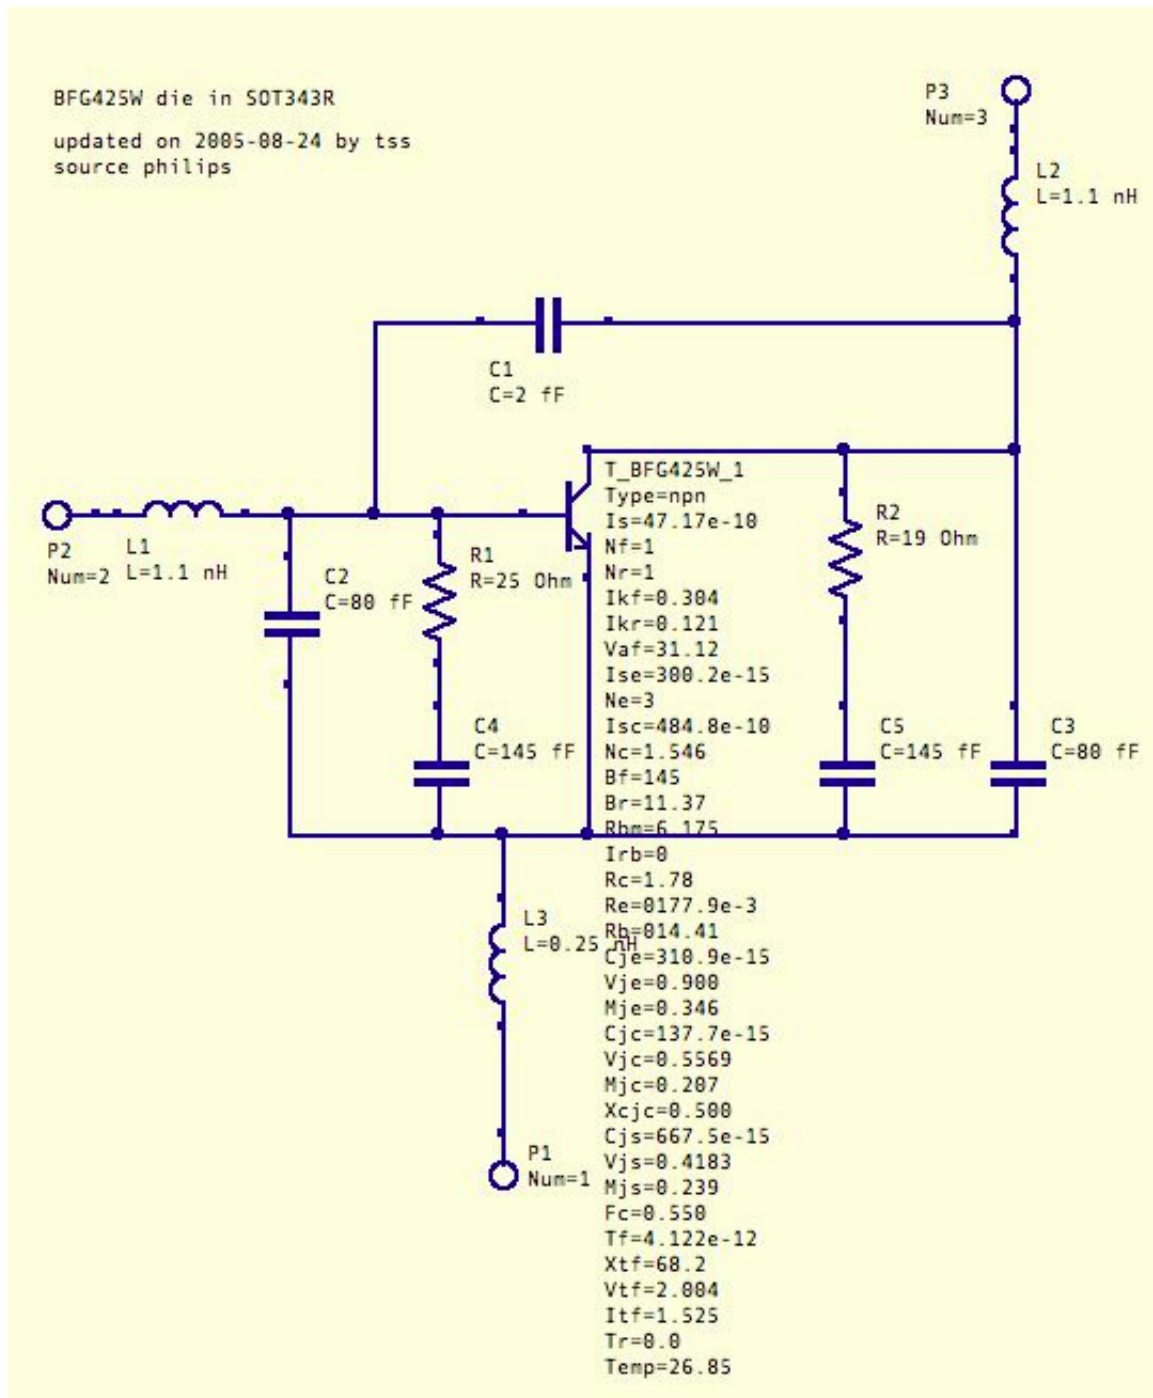 BFG425W die in SOT343R
updated on 2005-08-24 by tss
source philips
P3
Num=3
L2
L=1.1 nH
C1
C=2 fF
T_BFG425W_1
Type=npn
Is=47.17e-18
Nf=1
Nr=1
Ikf=0.304
Ikr=0.121
Vaf=31.12
Ise=300.2e-15
Ne=3
Isc=484.8e-18
Nc=1.546
Bf=145
Br=11.37
Rbm=6.175
Irb=0
Rc=1.78
Re=0177.9e-3
Rb=014.41
Cje=310.9e-15
Vje=0.900
Mje=0.346
Cjc=137.7e-15
Vjc=0.5569
Mjc=0.207
Xcjc=0.500
Cjs=667.5e-15
Vjs=0.4183
Mjs=0.239
Fc=0.550
Tf=4.122e-12
Xtf=68.2
Vtf=2.004
Itf=1.525
Tr=0.0
Temp=26.85
R2
R=19 Ohm
P2
Num=2
L1
L=1.1 nH
C2
C=80 fF
R1
R=25 Ohm
C4
C=145 fF
C5
C=145 fF
C3
C=80 fF
L3
L=0.25 nH
P1
Num=1